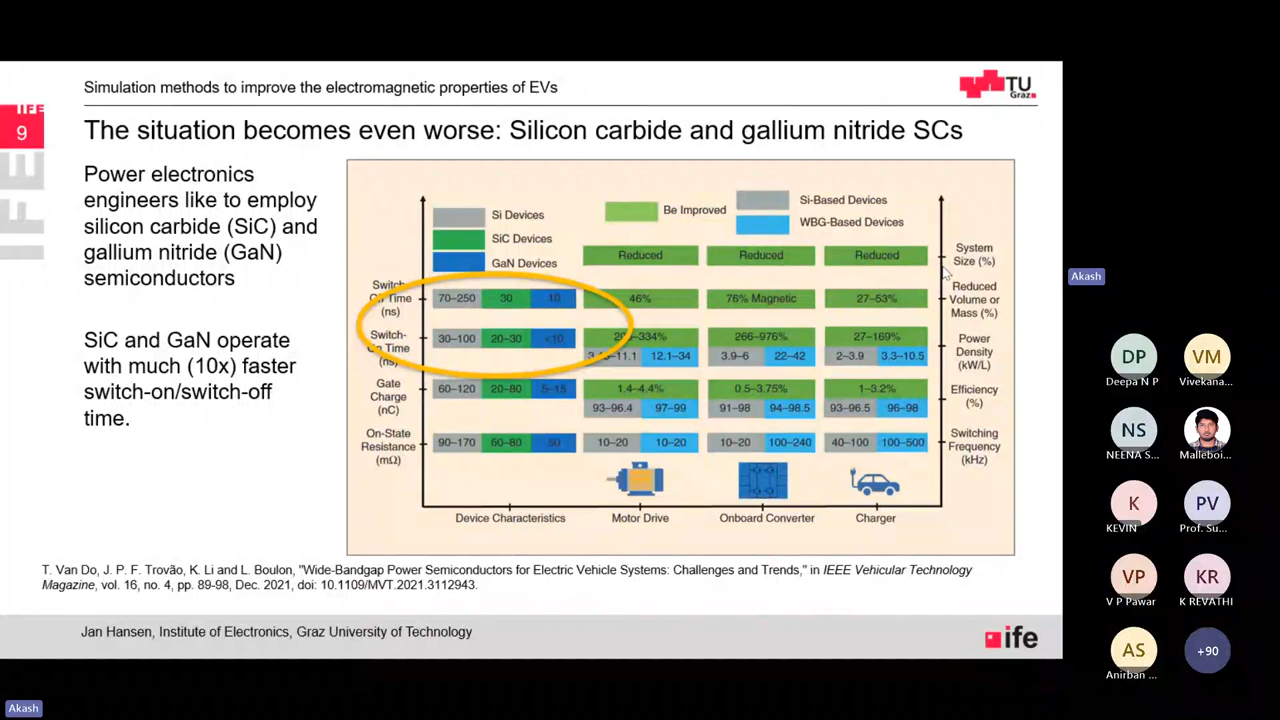 Simulation methods to improve the electromagnetic properties of EVs
TU
Graz
IFE
9
IFE
The situation becomes even worse: Silicon carbide and gallium nitride SCs
Power electronics
engineers like to employ
silicon carbide (SiC) and
gallium nitride (GaN)
semiconductors
SiC and GaN operate
with much (10x) faster
switch-on/switch-off
time.
Si Devices
SiC Devices
GaN Devices
Be Improved
Si-Based Devices
WBG-Based Devices
Reduced Reduced Reduced
System
Size (%)
Switch-
Time
(ns)
70–250 30 10 46% 76% Magnetic 27–53%
Reduced
Volume or
Mass (%)
Switch-
On Time
(ns)
30–100 20–30 <10 266–976% 27–169%
12.1–34 3.9–6 22–42 2–3.9 3.3–10.5
Power
Density
(kW/L)
Gate
Charge
(nC)
60–120 20–80 5–15 1.4–4.4% 0.5–3.75% 1–3.2%
93–96.4 97–99 91–98 94–98.5 93–96.5 96–98
Efficiency
(%)
On-State
Resistance
(mΩ)
90–170 60–80 50 10–20 10–20 10–20 100–240 40–100 100–500
Switching
Frequency
(kHz)
Device Characteristics Motor Drive Onboard Converter Charger
T. Van Do, J. P. F. Trovão, K. Li and L. Boulon, "Wide-Bandgap Power Semiconductors for Electric Vehicle Systems: Challenges and Trends," in IEEE Vehicular Technology
Magazine, vol. 16, no. 4, pp. 89-98, Dec. 2021, doi: 10.1109/MVT.2021.3112943.
Jan Hansen, Institute of Electronics, Graz University of Technology
ife
Akash
DP
Deepa N P
VM
Vivekana...
NS
NEENA S...
Malleboi...
K
KEVIN
PV
Prof. Su...
VP
V P Pawar
KR
K REVATHI
AS
Anirban ...
+90
Akash